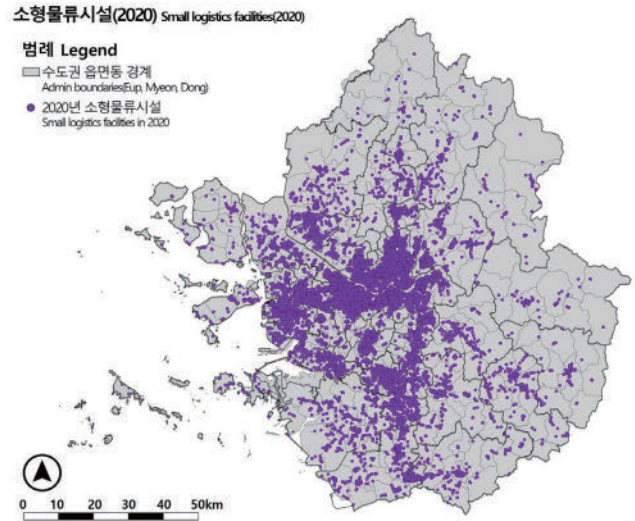 소형물류시설(2020) Small logistics facilities(2020)
범례 Legend
수도권 읍면동 경계
Admin boundaries(Eup, Myeon, Dong)
2020년 소형물류시설
Small logistics facilities in 2020
0 10 20 30 40 50km